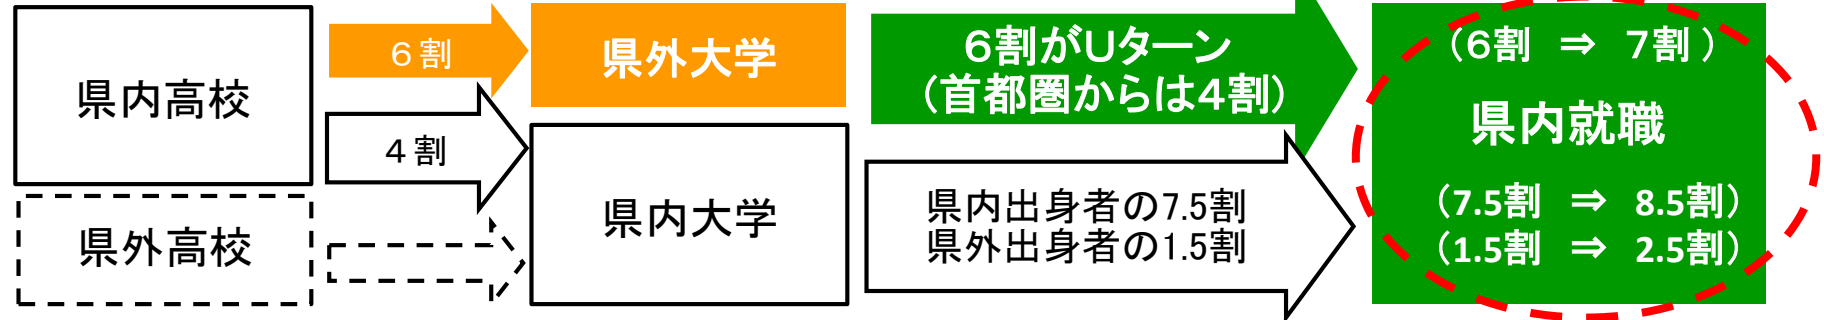 県内高校
県外高校
６割
４割
県外大学
県内大学
６割がＵターン
（首都圏からは４割）
県内出身者の7.5割
県外出身者の1.5割
（６割 ⇒ ７割）
県内就職
（7.5割 ⇒ 8.5割）
（1.5割 ⇒ 2.5割）